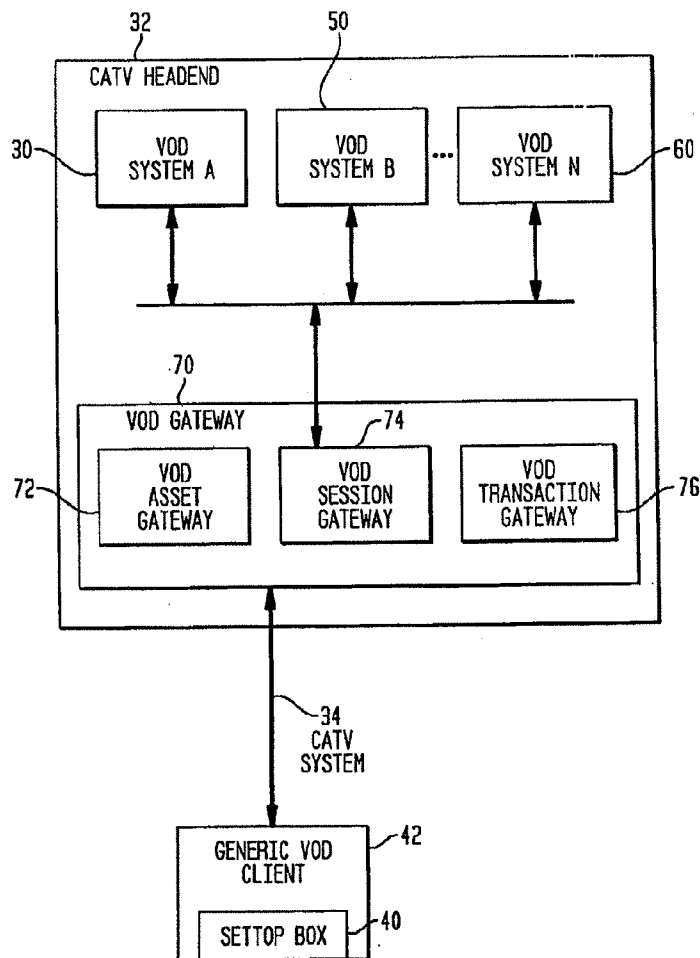 32
50
CATV HEADEND
30
VOD
SYSTEM A
VOD
SYSTEM B
...
VOD
SYSTEM N
60
70
VOD GATEWAY
74
72
VOD
ASSET
GATEWAY
VOD
SESSION
GATEWAY
VOD
TRANSACTION
GATEWAY
76
34
CATV
SYSTEM
GENERIC VOD
CLIENT
42
SETTOP BOX
40